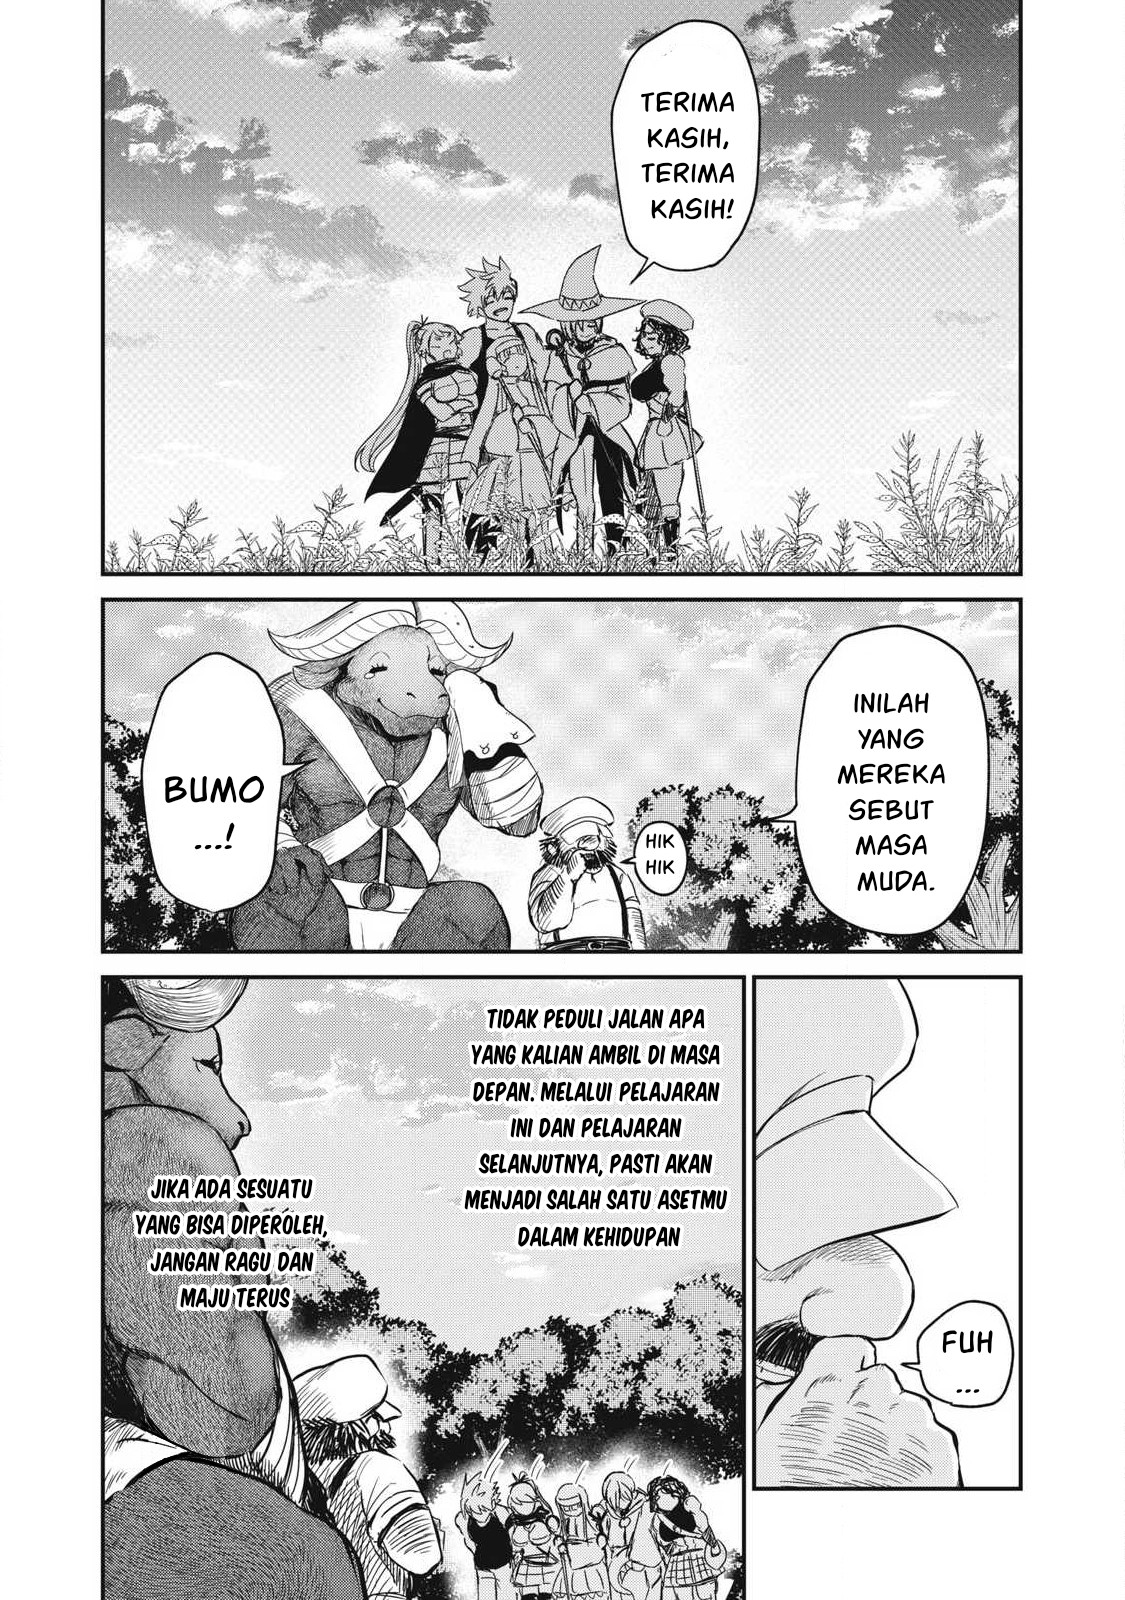 TERIMA
KASIH,
TERIMA
KASIH!
INILAH
YANG
MEREKA
SEBUT
MASA
MUDA.
HIK
HIK
BUMO
...!
FUH
...
TIDAK PEDULI JALAN APA
YANG KALIAN AMBIL DI MASA
DEPAN. MELALUI PELAJARAN
INI DAN PELAJARAN
SELANJUTNYA, PASTI AKAN
MENJADI SALAH SATU ASETMU
DALAM KEHIDUPAN
JIKA ADA SESUATU
YANG BISA DIPEROLEH,
JANGAN RAGU DAN
MAJU TERUS